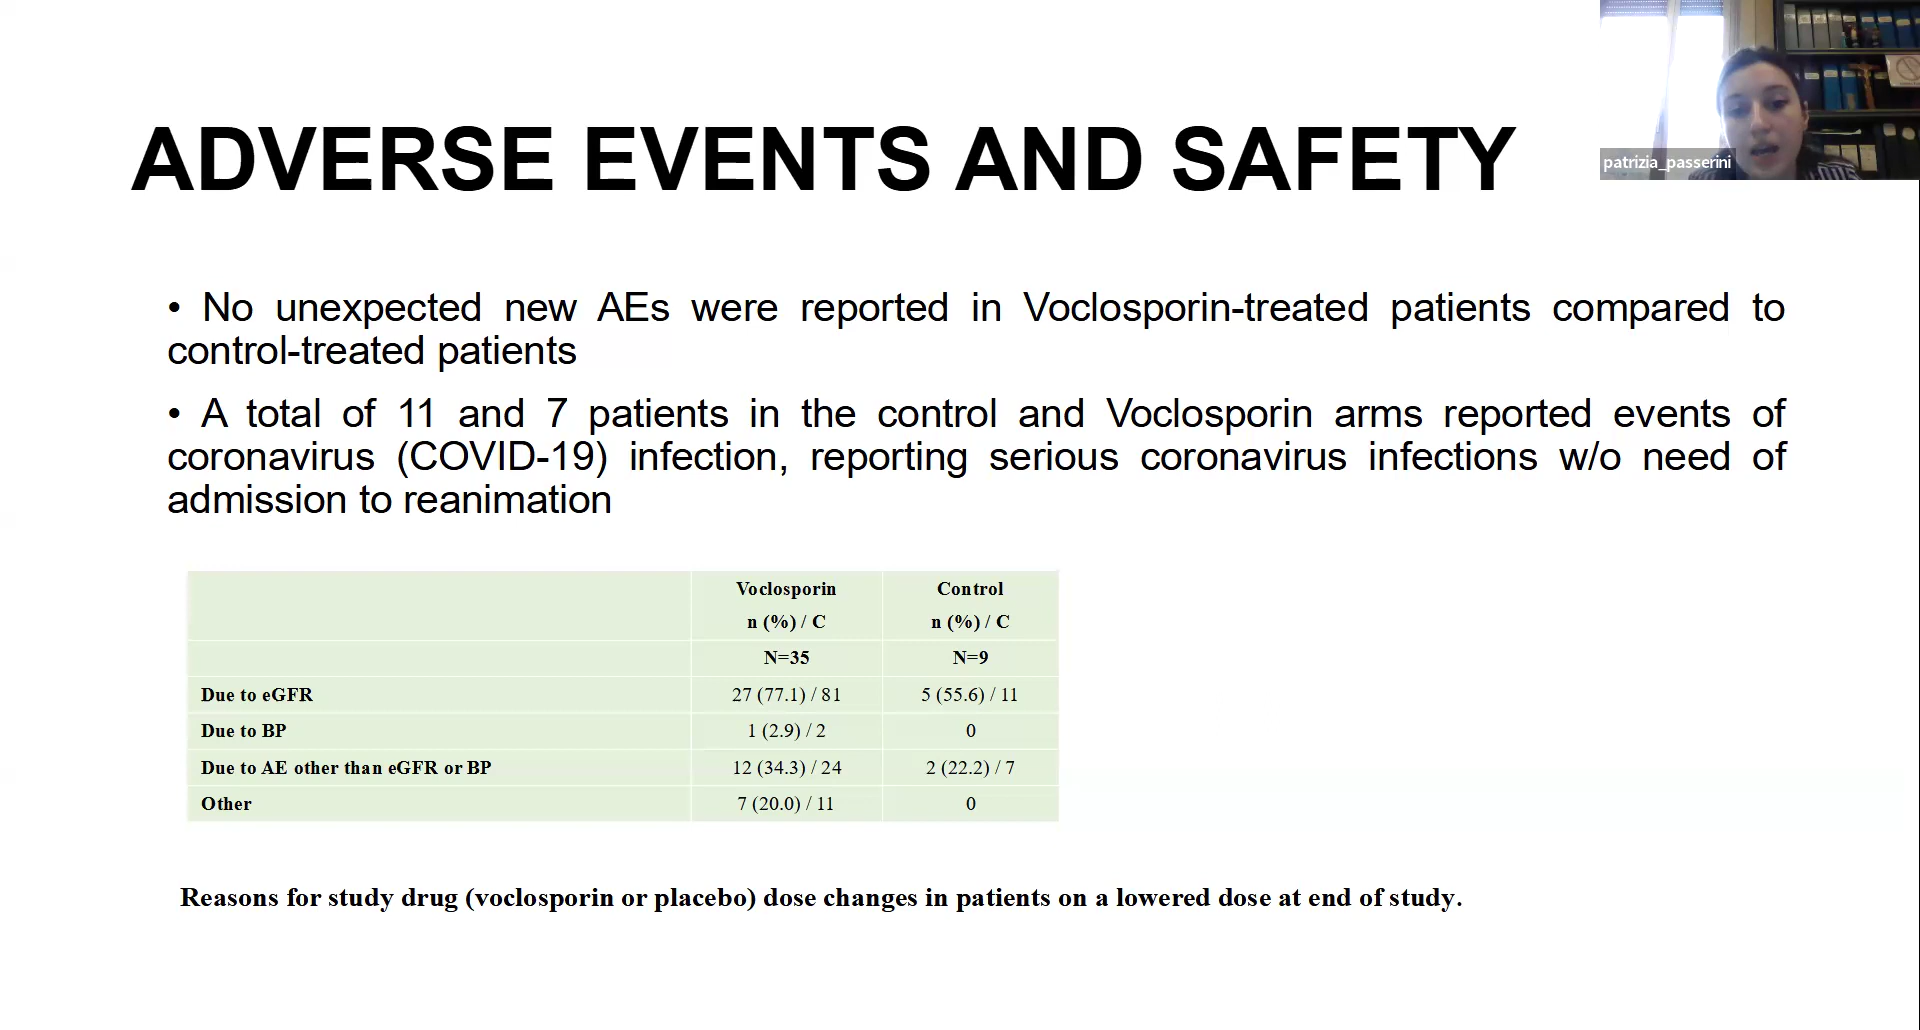 ADVERSE EVENTS AND SAFETY
patrizia_passerini
• No unexpected new AEs were reported in Voclosporin-treated patients compared to
control-treated patients
• A total of 11 and 7 patients in the control and Voclosporin arms reported events of
coronavirus (COVID-19) infection, reporting serious coronavirus infections w/o need of
admission to reanimation
Voclosporin Control
n (%) / C n (%) / C
N=35 N=9
Due to eGFR 27 (77.1) / 81 5 (55.6) / 11
Due to BP 1 (2.9) / 2 0
Due to AE other than eGFR or BP 12 (34.3) / 24 2 (22.2) / 7
Other 7 (20.0) / 11 0
Reasons for study drug (voclosporin or placebo) dose changes in patients on a lowered dose at end of study.